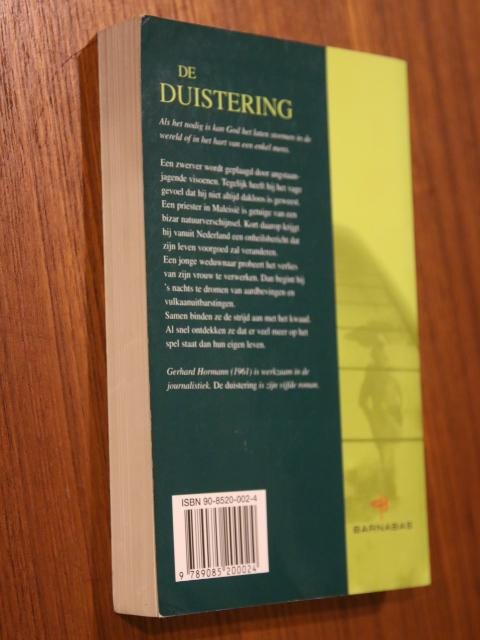 DE
DUISTERING
Als het nodig is kan God het laten stormen in de
wereld of in het hart van een enkel mens.
Een zwerver wordt geplaagd door angstaan-
jagende visoenen. Tegelijk heeft hij het vage
gevoel dat hij niet altijd dakloos is geweest.
Een priester in Maleisië is getuige van een
bizar natuurverschijnsel. Kort daarop krijgt
hij vanuit Nederland een onheilsbericht dat
zijn leven voorgoed zal veranderen.
Een jonge weduwnaar probeert het verlies
van zijn vrouw te verwerken. Dan begint hij
's nachts te dromen van aardbevingen en
vulkaanuitbarstingen.
Samen binden ze de strijd aan met het kwaad.
Al snel ontdekken ze dat er veel meer op het
spel staat dan hun eigen leven.
Gerhard Hormann (1961) is werkzaam in de
journalistiek. De duistering is zijn vijfde roman.
ISBN 90-8520-002-4
9 789085 200024
BARNABAS